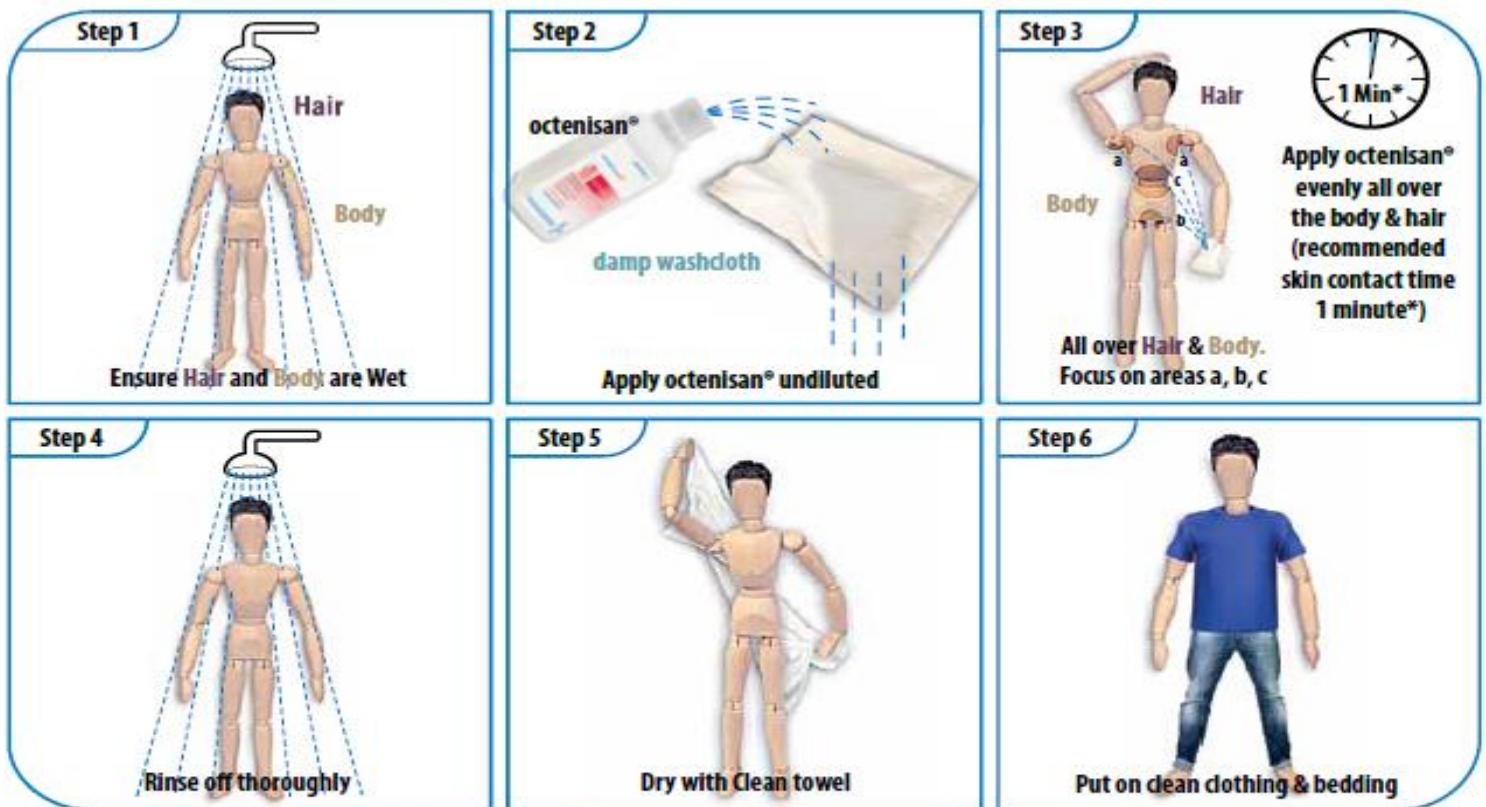 Step 1
Hair
Body
Ensure Hair and Body are Wet
Step 2
octenisan®
damp washcloth
Apply octenisan® undiluted
Step 3
Hair
1 Min*
a
a
c
Body
b
Apply octenisan®
evenly all over
the body & hair
(recommended
skin contact time
1 minute*)
All over Hair & Body.
Focus on areas a, b, c
Step 4
Rinse off thoroughly
Step 5
Dry with Clean towel
Step 6
Put on clean clothing & bedding